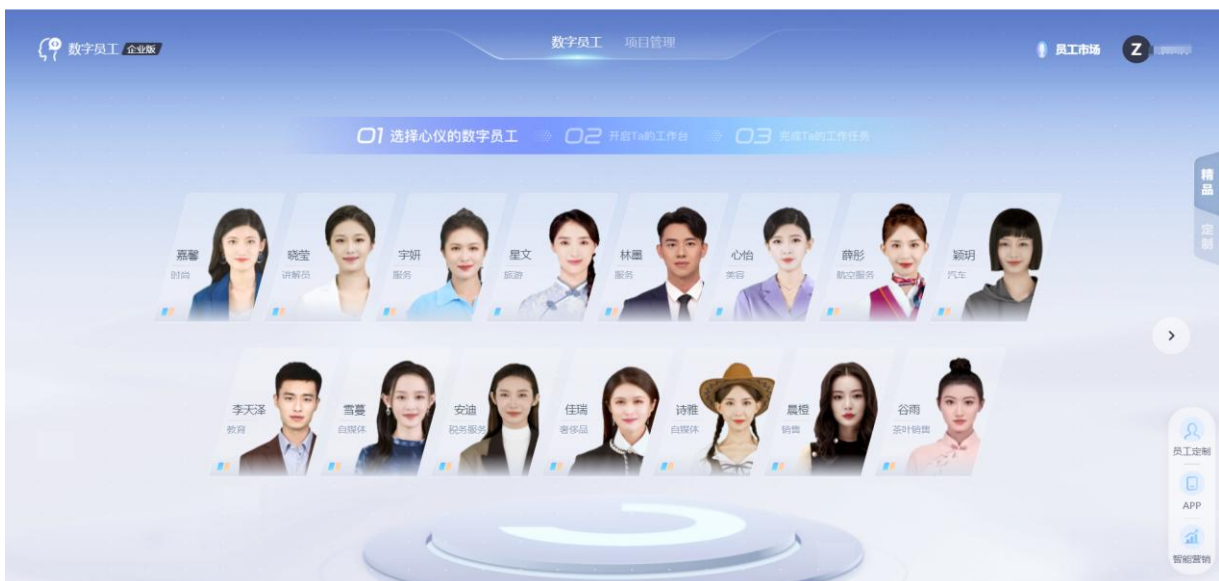 数字员工 企业版
数字员工 项目管理
员工市场
Z
01 选择心仪的数字员工
02 开启Ta的工作台
03 完成Ta的工作任务
精品
定制
嘉馨
时尚
晓莹
讲解员
宇妍
服务
星文
旅游
林墨
服务
心怡
美容
薛彤
航空服务
颖玥
汽车
李天泽
教育
雪蔓
自媒体
安迪
税务服务
佳瑞
奢侈品
诗雅
自媒体
晨橙
销售
谷雨
茶叶销售
员工定制
APP
智能营销